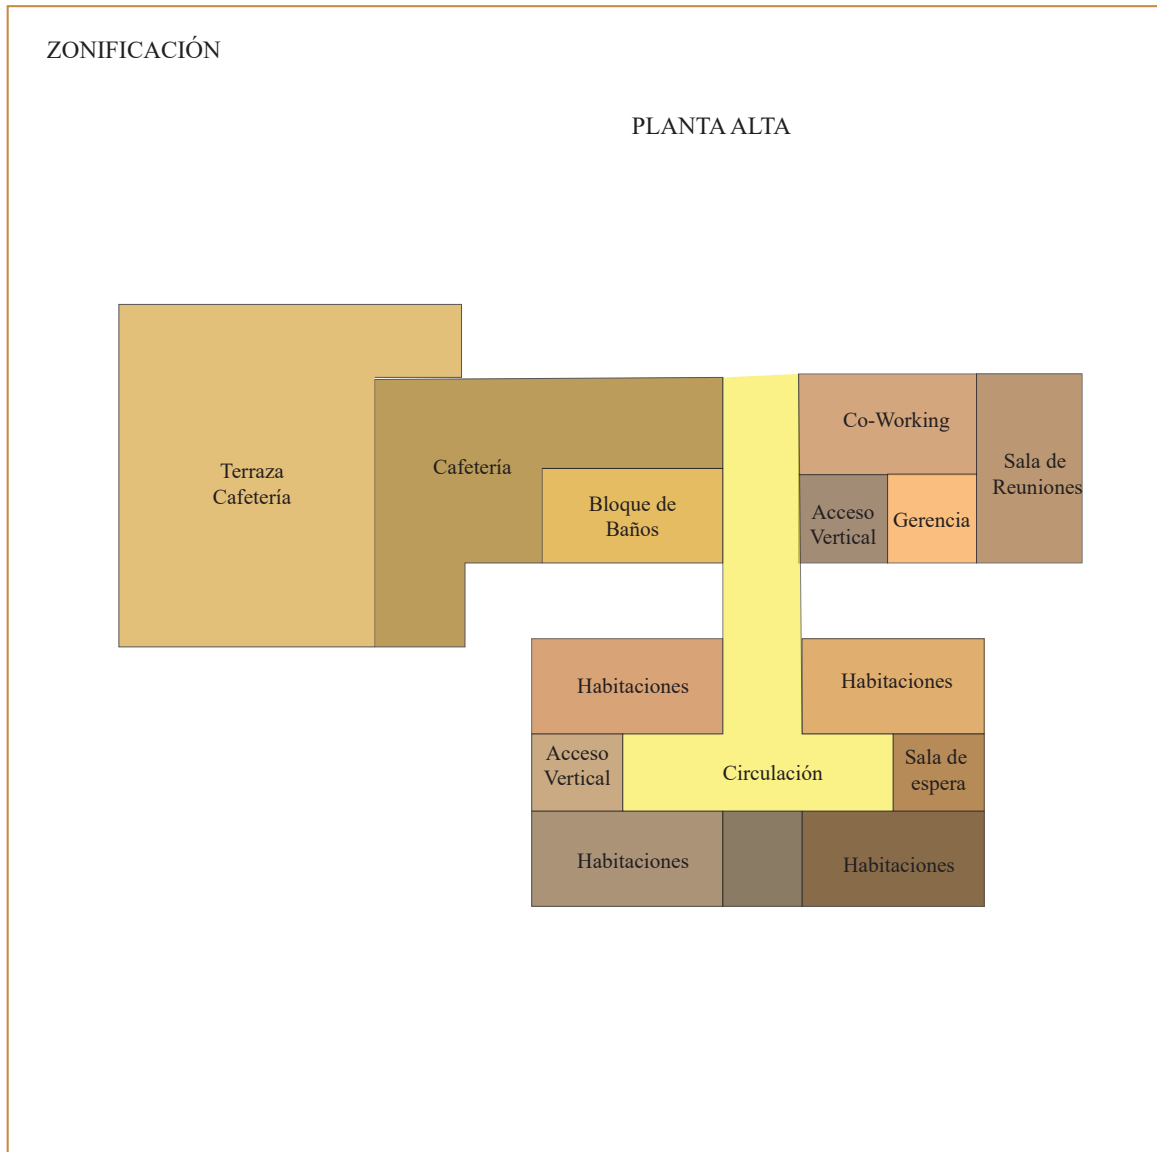 ZONIFICACIÓN
PLANTA ALTA
Co-Working
Terraza
Cafetería
Cafetería
Bloque de
Baños
Acceso
Vertical
Gerencia
Sala de
Reuniones
Habitaciones
Habitaciones
Acceso
Vertical
Circulación
Sala de
espera
Habitaciones
Habitaciones